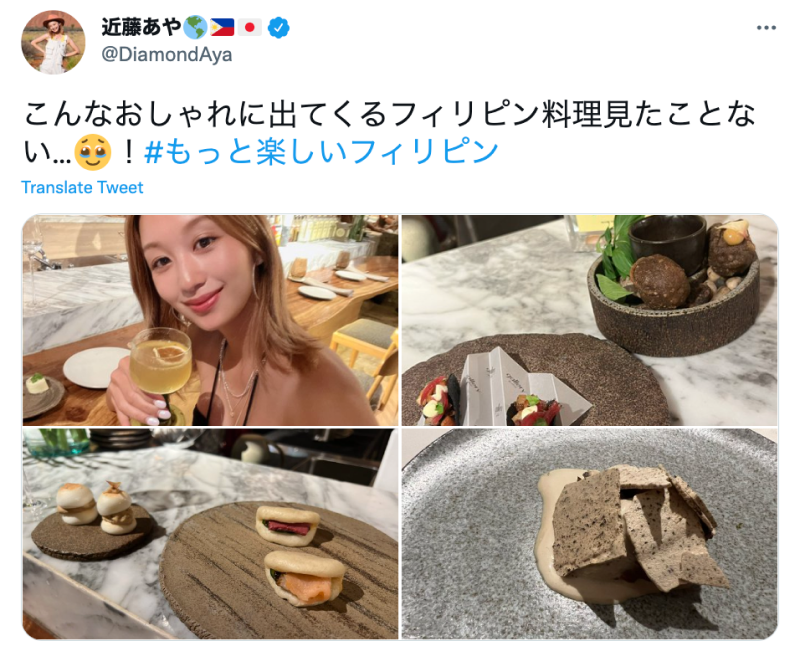 近藤あや🌎🇵🇭🇯🇵
@DiamondAya
こんなおしゃれに出てくるフィリピン料理見たことな
い...🥹！#もっと楽しいフィリピン
Translate Tweet